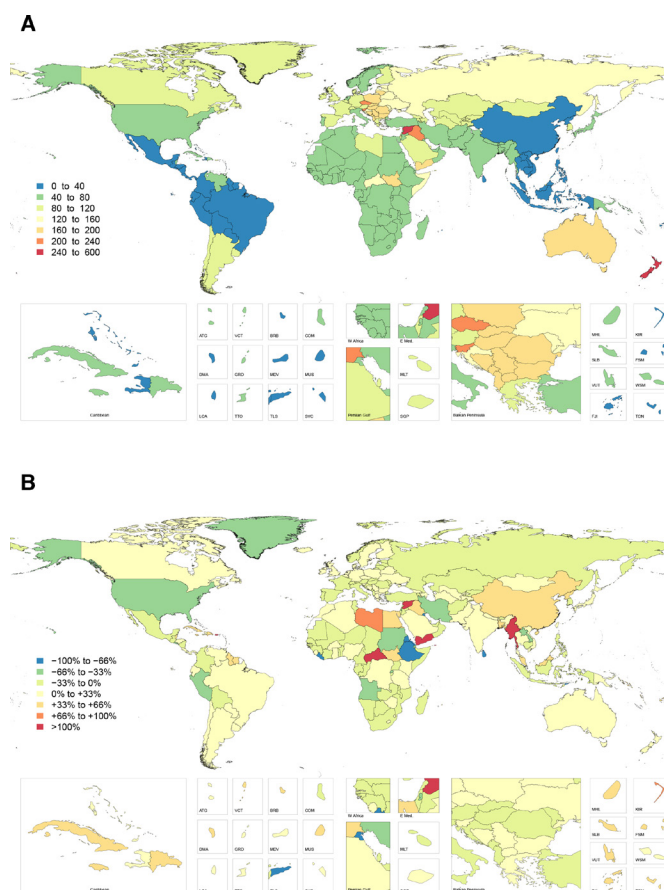 A
0 to 40
40 to 80
80 to 120
120 to 160
160 to 200
200 to 240
240 to 600
ATG
VCT
BRB
COM
W Africa
E Med.
MHL
KIR
DMA
GRD
MDV
MUS
MLT
SLB
FSM
VUT
WSM
LCA
TTO
TLS
SYC
Caribbean
Persian Gulf
SGP
Balkan Peninsula
FJI
TON
B
−100% to −66%
−66% to −33%
−33% to 0%
0% to +33%
+33% to +66%
+66% to +100%
>100%
ATG
VCT
BRB
COM
W Africa
E Med.
MHL
KIR
DMA
GRD
MDV
MUS
MLT
SLB
FSM
VUT
WSM